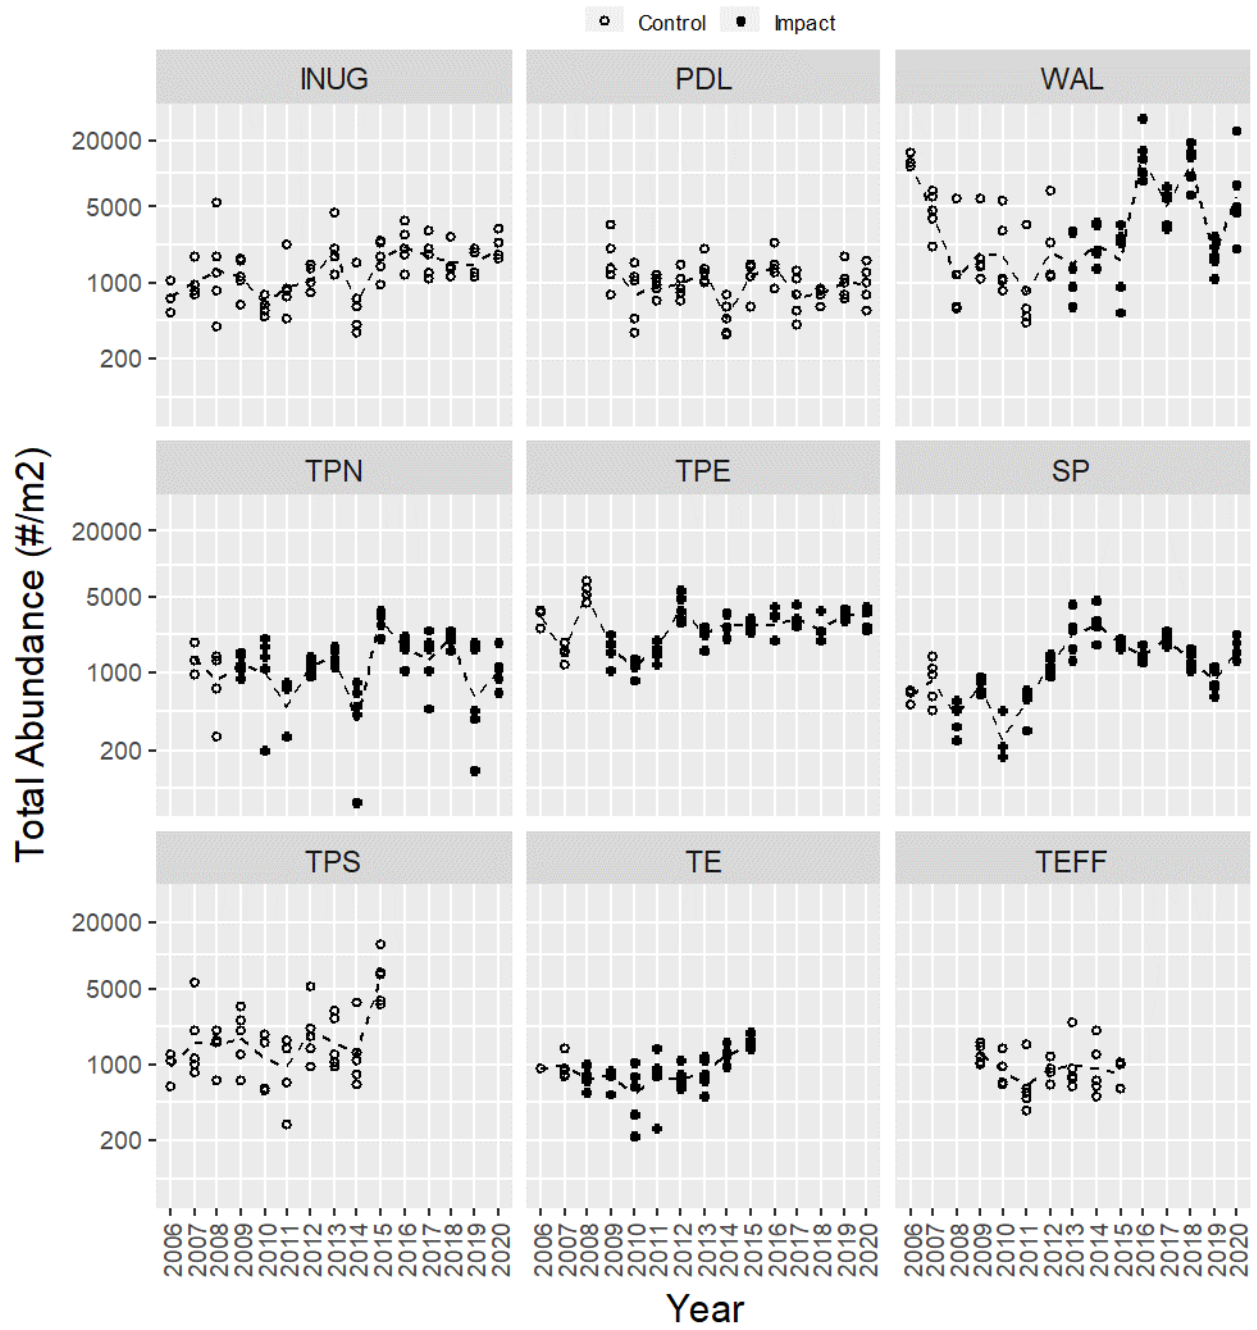 Control Impact
INUG PDL WAL
20000
5000
1000
200
TPN TPE SP
20000
5000
1000
200
Total Abundance (#/m2)
TPS TE TEFF
20000
5000
1000
200
2006 2007 2008 2009 2010 2011 2012 2013 2014 2015 2016 2017 2018 2019 2020 2006 2007 2008 2009 2010 2011 2012 2013 2014 2015 2016 2017 2018 2019 2020 2006 2007 2008 2009 2010 2011 2012 2013 2014 2015 2016 2017 2018 2019 2020
Year